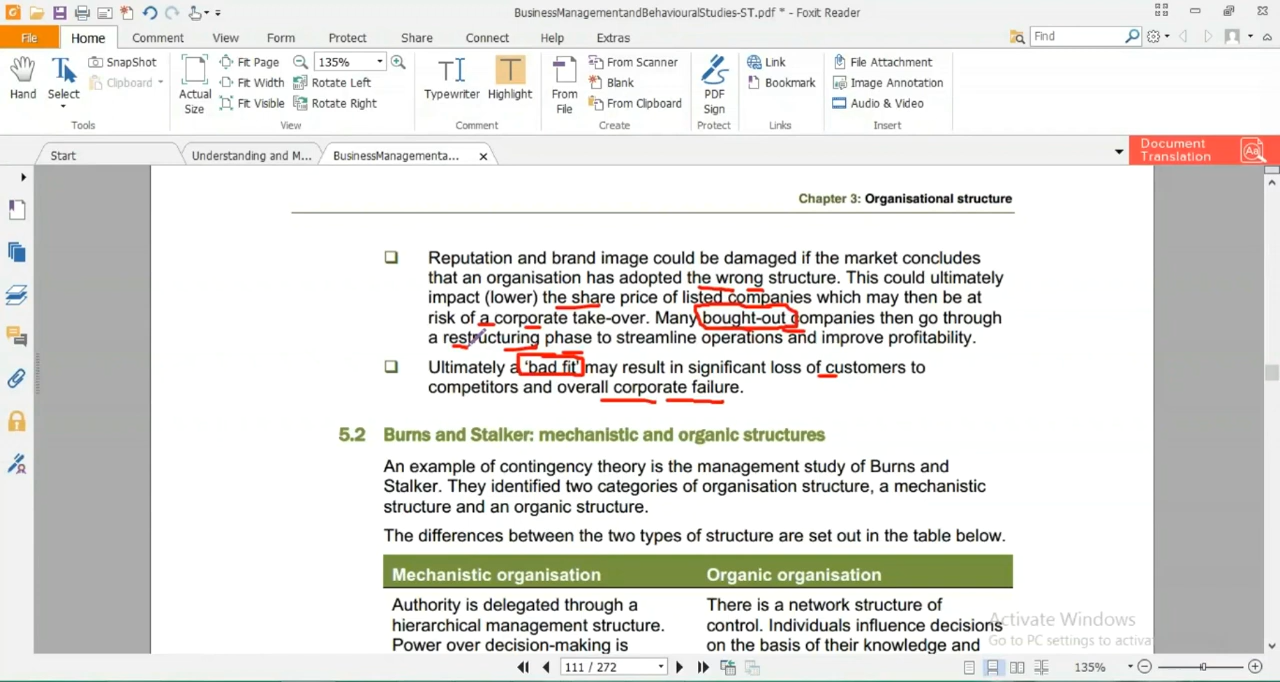 BusinessManagementandBehaviouralStudies-ST.pdf * - Foxit Reader
File Home Comment View Form Protect Share Connect Help Extras Find
Hand
Select
SnapShot
Clipboard
Tools
Actual
Size
Fit Page
Fit Width
Fit Visible
135%
Rotate Left
Rotate Right
View
Typewriter
Highlight
Comment
From
File
From Scanner
Blank
From Clipboard
Create
PDF
Sign
Protect
Link
Bookmark
Links
File Attachment
Image Annotation
Audio & Video
Insert
Start Understanding and M... BusinessManagementa...
Document
Translation
Chapter 3: Organisational structure
Reputation and brand image could be damaged if the market concludes
that an organisation has adopted the wrong structure. This could ultimately
impact (lower) the share price of listed companies which may then be at
risk of a corporate take-over. Many bought-out companies then go through
a restructuring phase to streamline operations and improve profitability.
Ultimately a 'bad fit' may result in significant loss of customers to
competitors and overall corporate failure.
5.2 Burns and Stalker: mechanistic and organic structures
An example of contingency theory is the management study of Burns and
Stalker. They identified two categories of organisation structure, a mechanistic
structure and an organic structure.
The differences between the two types of structure are set out in the table below.
Mechanistic organisation Organic organisation
Authority is delegated through a
hierarchical management structure.
Power over decision-making is
There is a network structure of
control. Individuals influence decisions
on the basis of their knowledge and
Activate Windows
Go to PC settings to activa
111 / 272
135%